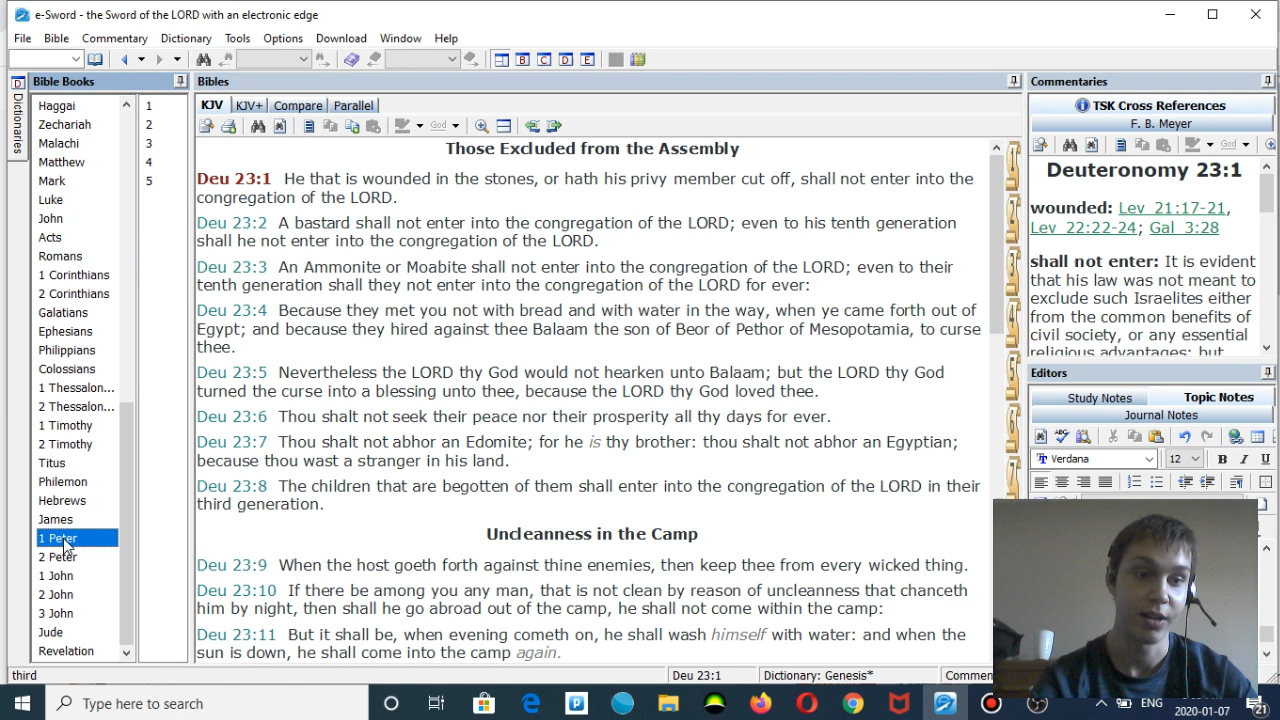 e-Sword - the Sword of the LORD with an electronic edge
File Bible Commentary Dictionary Tools Options Download Window Help
B C D E
D Dictionaries
Bible Books
Haggai
Zechariah
Malachi
Matthew
Mark
Luke
John
Acts
Romans
1 Corinthians
2 Corinthians
Galatians
Ephesians
Philippians
Colossians
1 Thessalon...
2 Thessalon...
1 Timothy
2 Timothy
Titus
Philemon
Hebrews
James
1 Peter
2 Peter
1 John
2 John
3 John
Jude
Revelation
1
2
3
4
5
Bibles
KJV KJV+ Compare Parallel
God
Those Excluded from the Assembly
Deu 23:1 He that is wounded in the stones, or hath his privy member cut off, shall not enter into the
congregation of the LORD.
Deu 23:2 A bastard shall not enter into the congregation of the LORD; even to his tenth generation
shall he not enter into the congregation of the LORD.
Deu 23:3 An Ammonite or Moabite shall not enter into the congregation of the LORD; even to their
tenth generation shall they not enter into the congregation of the LORD for ever:
Deu 23:4 Because they met you not with bread and with water in the way, when ye came forth out of
Egypt; and because they hired against thee Balaam the son of Beor of Pethor of Mesopotamia, to curse
thee.
Deu 23:5 Nevertheless the LORD thy God would not hearken unto Balaam; but the LORD thy God
turned the curse into a blessing unto thee, because the LORD thy God loved thee.
Deu 23:6 Thou shalt not seek their peace nor their prosperity all thy days for ever.
Deu 23:7 Thou shalt not abhor an Edomite; for he is thy brother: thou shalt not abhor an Egyptian;
because thou wast a stranger in his land.
Deu 23:8 The children that are begotten of them shall enter into the congregation of the LORD in their
third generation.
Uncleanness in the Camp
Deu 23:9 When the host goeth forth against thine enemies, then keep thee from every wicked thing.
Deu 23:10 If there be among you any man, that is not clean by reason of uncleanness that chanceth
him by night, then shall he go abroad out of the camp, he shall not come within the camp:
Deu 23:11 But it shall be, when evening cometh on, he shall wash himself with water: and when the
sun is down, he shall come into the camp again.
1
2
3
4
5
6
7
Commentaries
TSK Cross References
F. B. Meyer
God
Deuteronomy 23:1
wounded: Lev 21:17-21,
Lev 22:22-24; Gal 3:28
shall not enter: It is evident
that his law was not meant to
exclude such Israelites either
from the common benefits of
civil society, or any essential
religious advantages; but
Editors
Study Notes Topic Notes
Journal Notes
Verdana 12 B I U
third Deu 23:1 Dictionary: Genesis* Commen
Type here to search
ENG
2020-01-07
21